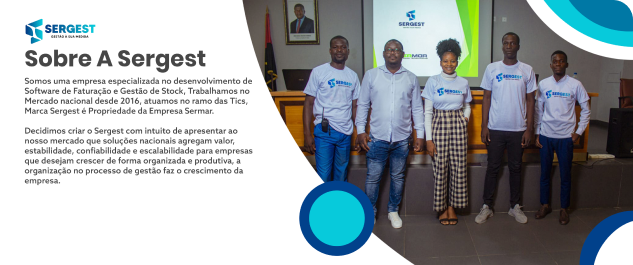 SERGEST
GESTÃO A SUA MEDIDA
Sobre A Sergest
Somos uma empresa especializada no desenvolvimento de
Software de Faturação e Gestão de Stock, Trabalhamos no
Mercado nacional desde 2016, atuamos no ramo das Tics,
Marca Sergest é Propriedade da Empresa Sermar.
Decidimos criar o Sergest com intuito de apresentar ao
nosso mercado que soluções nacionais agregam valor,
estabilidade, confiabilidade e escalabilidade para empresas
que desejam crescer de forma organizada e produtiva, a
organização no processo de gestão faz o crescimento da
empresa.
SERGEST
SERGEST
SERGEST